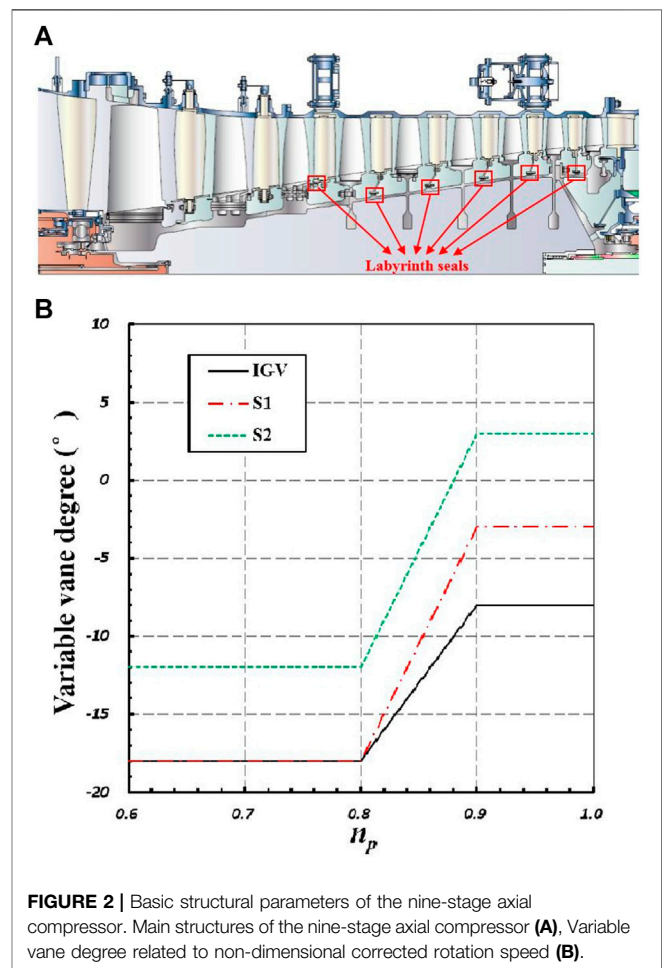 A
Labyrinth seals
B
10
5
0
-5
-10
-15
-20
Variable vane degree (°)
IGV
S1
S2
0.6 0.7 0.8 0.9 1.0
n_p
FIGURE 2 | Basic structural parameters of the nine-stage axial
compressor. Main structures of the nine-stage axial compressor (A), Variable
vane degree related to non-dimensional corrected rotation speed (B).